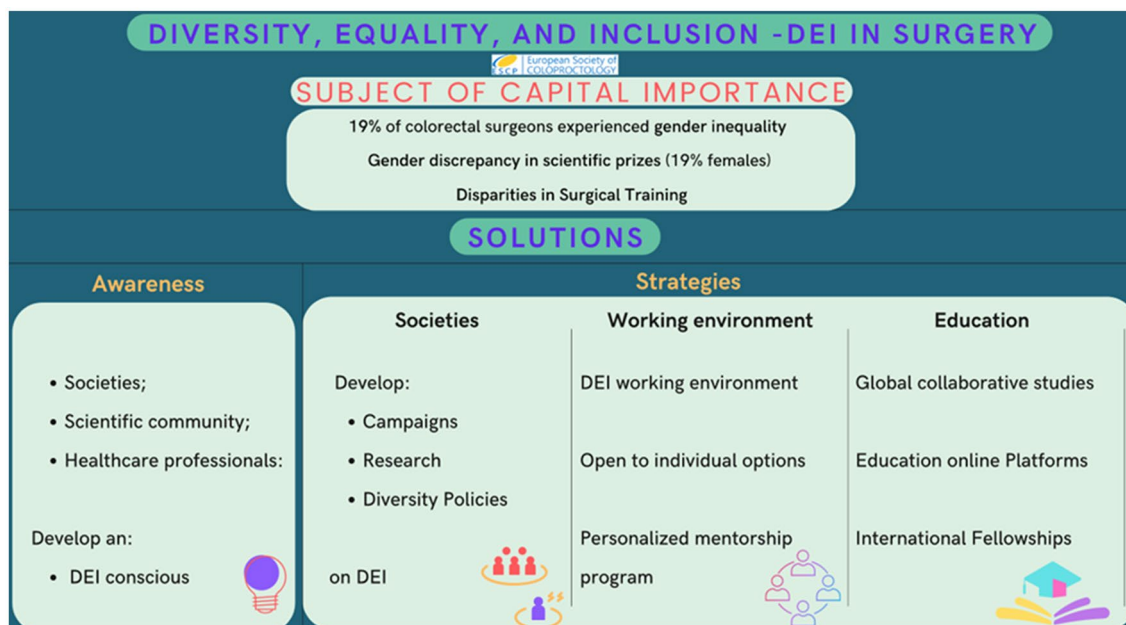 DIVERSITY, EQUALITY, AND INCLUSION -DEI IN SURGERY
ESCP
European Society of
COLOPROCTOLOGY
SUBJECT OF CAPITAL IMPORTANCE
19% of colorectal surgeons experienced gender inequality
Gender discrepancy in scientific prizes (19% females)
Disparities in Surgical Training
SOLUTIONS
Awareness
• Societies;
• Scientific community;
• Healthcare professionals:
Develop an:
• DEI conscious
Strategies
Societies
Develop:
• Campaigns
• Research
• Diversity Policies
on DEI
Working environment
DEI working environment
Open to individual options
Personalized mentorship
program
Education
Global collaborative studies
Education online Platforms
International Fellowships